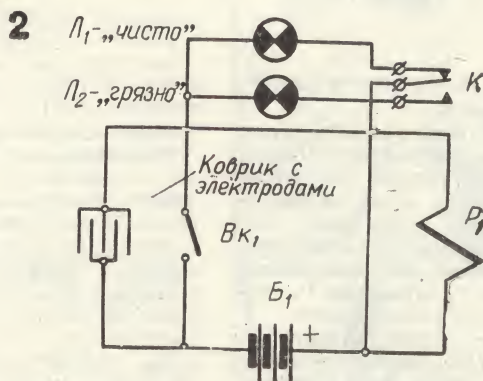 2
Л₁-„чисто"
Л₂-„грязно"
К
Коврик с
электродами
Вк₁
Р₁
Б₁
+